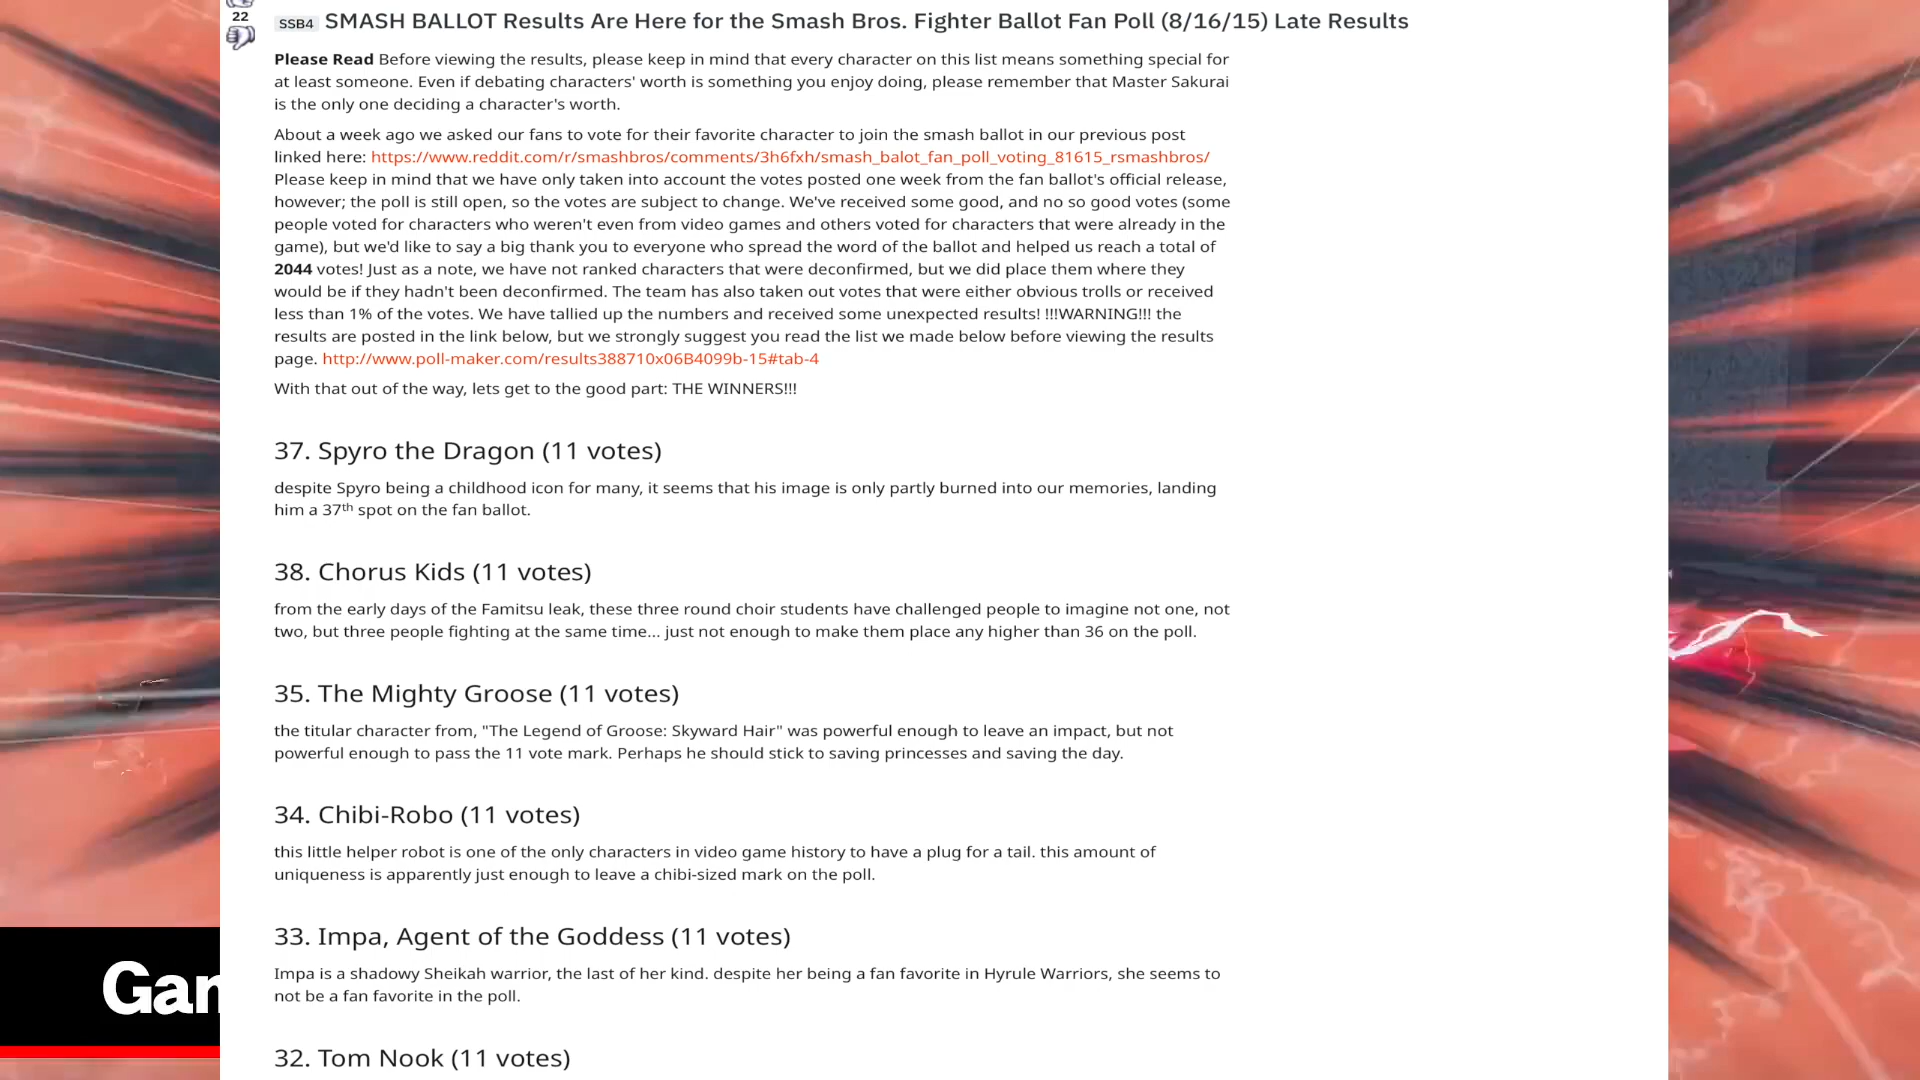 22
SSB4 SMASH BALLOT Results Are Here for the Smash Bros. Fighter Ballot Fan Poll (8/16/15) Late Results
Please Read Before viewing the results, please keep in mind that every character on this list means something special for
at least someone. Even if debating characters' worth is something you enjoy doing, please remember that Master Sakurai
is the only one deciding a character's worth.
About a week ago we asked our fans to vote for their favorite character to join the smash ballot in our previous post
linked here: https://www.reddit.com/r/smashbros/comments/3h6fxh/smash_balot_fan_poll_voting_81615_rsmashbros/
Please keep in mind that we have only taken into account the votes posted one week from the fan ballot's official release,
however; the poll is still open, so the votes are subject to change. We've received some good, and no so good votes (some
people voted for characters who weren't even from video games and others voted for characters that were already in the
game), but we'd like to say a big thank you to everyone who spread the word of the ballot and helped us reach a total of
2044 votes! Just as a note, we have not ranked characters that were deconfirmed, but we did place them where they
would be if they hadn't been deconfirmed. The team has also taken out votes that were either obvious trolls or received
less than 1% of the votes. We have tallied up the numbers and received some unexpected results! !!!WARNING!!! the
results are posted in the link below, but we strongly suggest you read the list we made below before viewing the results
page. http://www.poll-maker.com/results388710x06B4099b-15#tab-4
With that out of the way, lets get to the good part: THE WINNERS!!!
37. Spyro the Dragon (11 votes)
despite Spyro being a childhood icon for many, it seems that his image is only partly burned into our memories, landing
him a 37th spot on the fan ballot.
38. Chorus Kids (11 votes)
from the early days of the Famitsu leak, these three round choir students have challenged people to imagine not one, not
two, but three people fighting at the same time... just not enough to make them place any higher than 36 on the poll.
35. The Mighty Groose (11 votes)
the titular character from, "The Legend of Groose: Skyward Hair" was powerful enough to leave an impact, but not
powerful enough to pass the 11 vote mark. Perhaps he should stick to saving princesses and saving the day.
34. Chibi-Robo (11 votes)
this little helper robot is one of the only characters in video game history to have a plug for a tail. this amount of
uniqueness is apparently just enough to leave a chibi-sized mark on the poll.
33. Impa, Agent of the Goddess (11 votes)
Impa is a shadowy Sheikah warrior, the last of her kind. despite her being a fan favorite in Hyrule Warriors, she seems to
not be a fan favorite in the poll.
Gan
32. Tom Nook (11 votes)